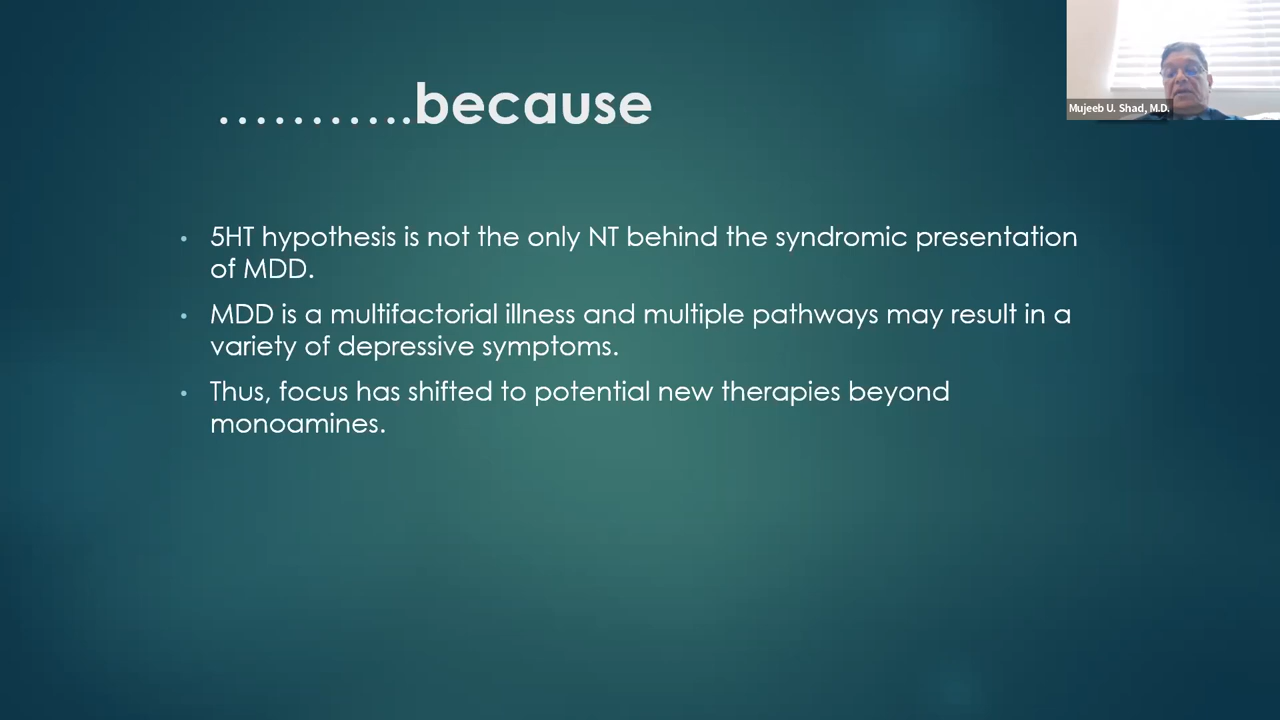 ...........because
Mujeeb U. Shad, M.D.
• 5HT hypothesis is not the only NT behind the syndromic presentation
of MDD.
• MDD is a multifactorial illness and multiple pathways may result in a
variety of depressive symptoms.
• Thus, focus has shifted to potential new therapies beyond
monoamines.